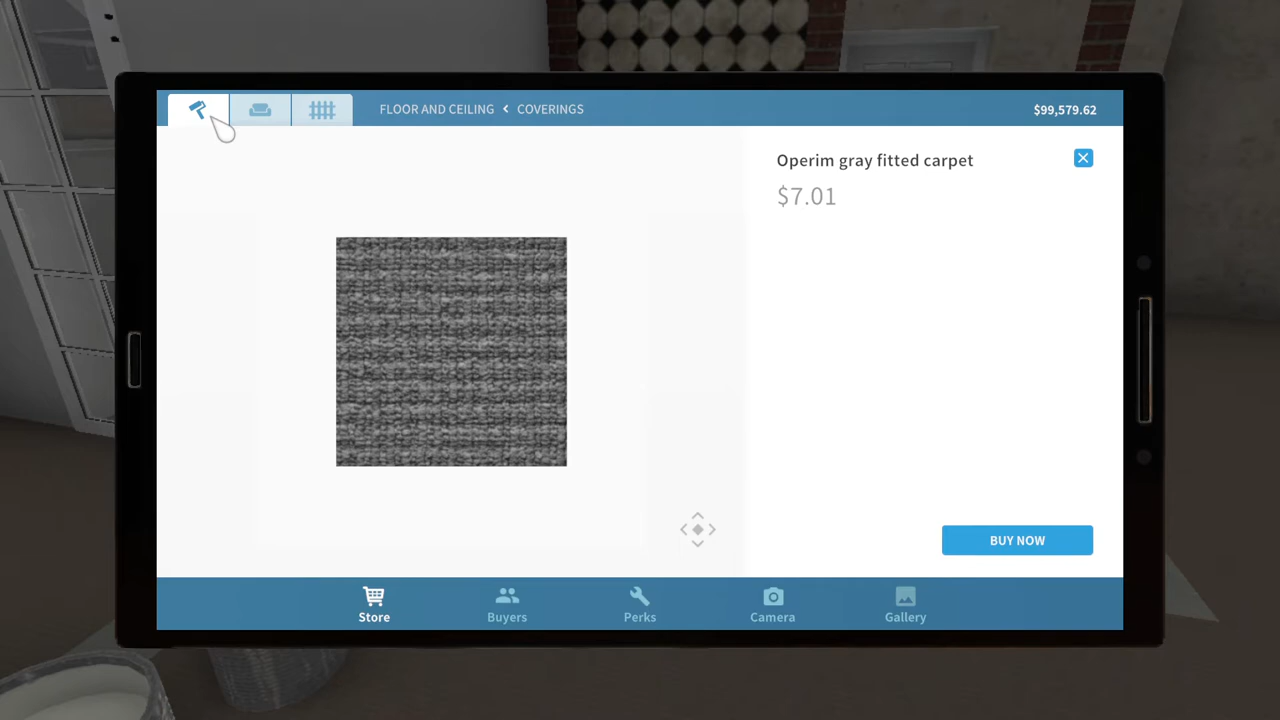 FLOOR AND CEILING < COVERINGS
$99,579.62
Operim gray fitted carpet
$7.01
BUY NOW
Store
Buyers
Perks
Camera
Gallery